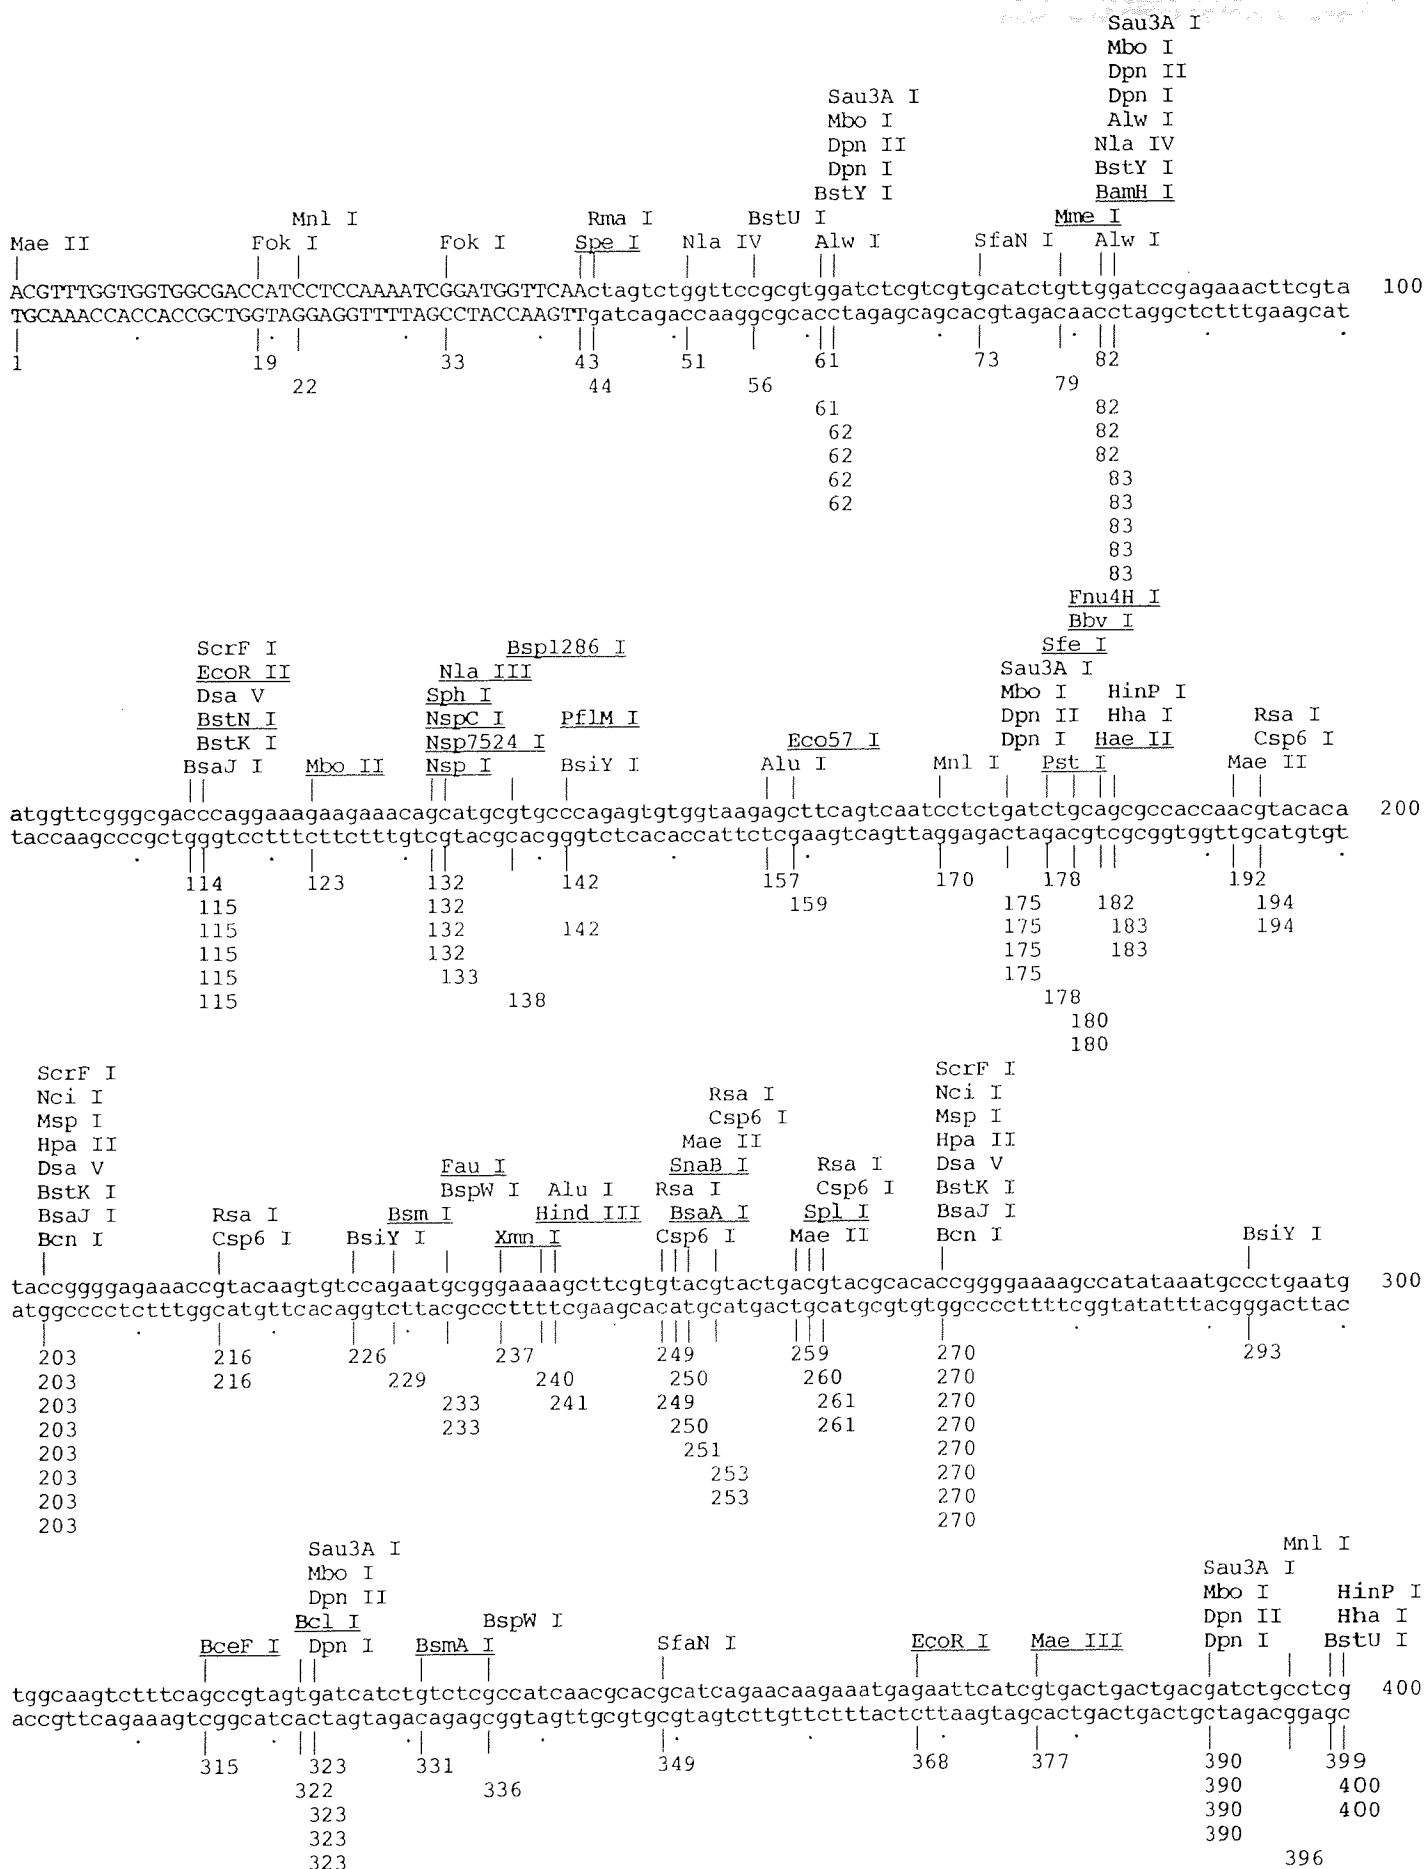 Sau3A I
Mbo I
Dpn II
Sau3A I Dpn I
Mbo I Alw I
Dpn II Nla IV
Dpn I BstY I
BstY I BamH I
Mnl I Rma I BstU I Mme I
Mae II Fok I Fok I Spe I Nla IV Alw I SfaN I Alw I
ACGTTTGGTGGTGGCGACCATCCTCCAAAATCGGATGGTTCAActagtctggttccgcgtggatctcgtcgtgcatctgttggatccgagaaacttcgta 100
TGCAAACCACCACCGCTGGTAGGAGGTTTTAGCCTACCAAGTTgatcagaccaaggcgcacctagagcagcacgtagacaacctaggctctttgaagcat
1 19 33 43 51 61 73 82
22 44 56 79
61 82
62 82
62 82
62 83
62 83
83
83
83
Fnu4H I
ScrF I Bsp1286 I Bbv I
EcoR II Nla III Sfe I
Dsa V Sph I Sau3A I
BstN I NspC I PflM I Mbo I HinP I
BstK I Nsp7524 I Eco57 I Dpn II Hha I Rsa I
BsaJ I Mbo II Nsp I BsiY I Alu I Mnl I Dpn I Hae II Csp6 I
Pst I Mae II
atggttcgggcgacccaggaaagaagaaacagcatgcgtgcccagagtgtggtaagagcttcagtcaatcctctgatctgcagcgccaccaacgtacaca 200
taccaagcccgctgggtcctttcttctttgtcgtacgcacgggtctcacaccattctcgaagtcagttaggagactagacgtcgcggtggttgcatgtgt
114 123 132 142 157 170 178 192
115 132 159 175 182 194
115 132 142 175 183 194
115 132 175 183
115 133 175
115 138 178
180
180
ScrF I ScrF I
Nci I Rsa I Nci I
Msp I Csp6 I Msp I
Hpa II Mae II Hpa II
Dsa V Fau I SnaB I Rsa I Dsa V
BstK I BspW I Alu I Rsa I Csp6 I BstK I
BsaJ I Rsa I Bsm I Hind III BsaA I Spl I BsaJ I
Bcn I Csp6 I BsiY I Xmn I Csp6 I Mae II Bcn I BsiY I
taccggggagaaaccgtacaagtgtccagaatgcgggaaaagcttcgtgtacgtactgacgtacgcacaccggggaaaagccatataaatgccctgaatg 300
atggcccctctttggcatgttcacaggtcttacgcccttttcgaagcacatgcatgactgcatgcgtgtggccccttttcggtatatttacgggacttac
203 216 226 237 249 259 270 293
203 216 229 240 250 260 270
203 233 241 249 261 270
203 233 250 261 270
203 251 270
203 253 270
203 253 270
203 270
Sau3A I Mnl I
Mbo I Sau3A I
Dpn II Mbo I HinP I
Bcl I BspW I Dpn II Hha I
BceF I Dpn I BsmA I SfaN I EcoR I Mae III Dpn I BstU I
tggcaagtctttcagccgtagtgatcatctgtctcgccatcaacgcacgcatcagaacaagaaatgagaattcatcgtgactgactgacgatctgcctcg 400
accgttcagaaagtcggcatcactagtagacagagcggtagttgcgtgcgtagtcttgttctttactcttaagtagcactgactgactgctagacggagc
315 323 331 349 368 377 390 399
322 336 390 400
323 390 400
323 390
323 396